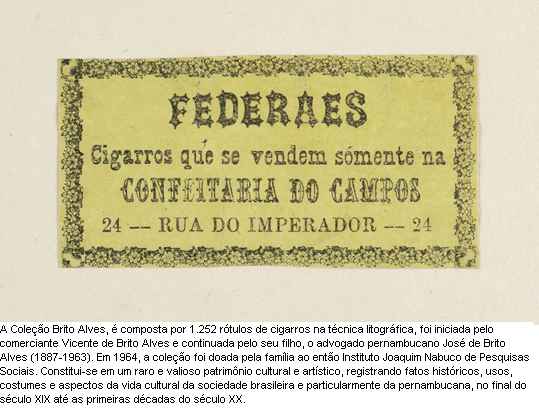 FEDERAES
Cigarros que se vendem sómente na
CONFEITARIA DO CAMPOS
24 -- RUA DO IMPERADOR -- 24
A Coleção Brito Alves, é composta por 1.252 rótulos de cigarros na técnica litográfica, foi iniciada pelo
comerciante Vicente de Brito Alves e continuada pelo seu filho, o advogado pernambucano José de Brito
Alves (1887-1963). Em 1964, a coleção foi doada pela família ao então Instituto Joaquim Nabuco de Pesquisas
Sociais. Constitui-se em um raro e valioso patrimônio cultural e artístico, registrando fatos históricos, usos,
costumes e aspectos da vida cultural da sociedade brasileira e particularmente da pernambucana, no final do
século XIX até as primeiras décadas do século XX.